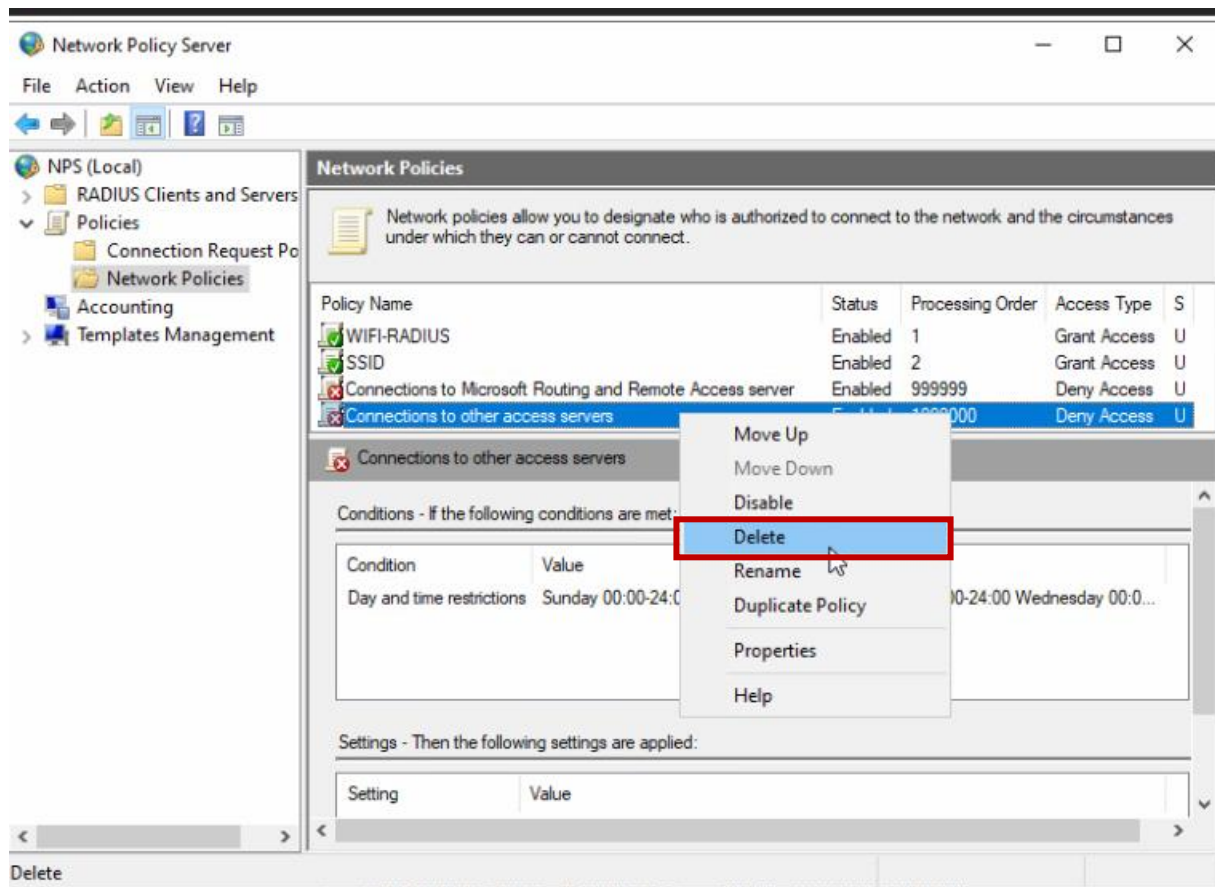 Network Policy Server
File Action View Help
NPS (Local)
RADIUS Clients and Servers
Policies
Connection Request Po
Network Policies
Accounting
Templates Management
Network Policies
Network policies allow you to designate who is authorized to connect to the network and the circumstances
under which they can or cannot connect.
Policy Name Status Processing Order Access Type S
WIFI-RADIUS Enabled 1 Grant Access U
SSID Enabled 2 Grant Access U
Connections to Microsoft Routing and Remote Access server Enabled 999999 Deny Access U
Connections to other access servers Deny Access U
Connections to other access servers
Move Up
Move Down
Disable
Delete
Rename
Duplicate Policy
Properties
Help
Conditions - If the following conditions are met:
Condition Value
Day and time restrictions Sunday 00:00-24:0 00-24:00 Wednesday 00:0...
Settings - Then the following settings are applied:
Setting Value
Delete